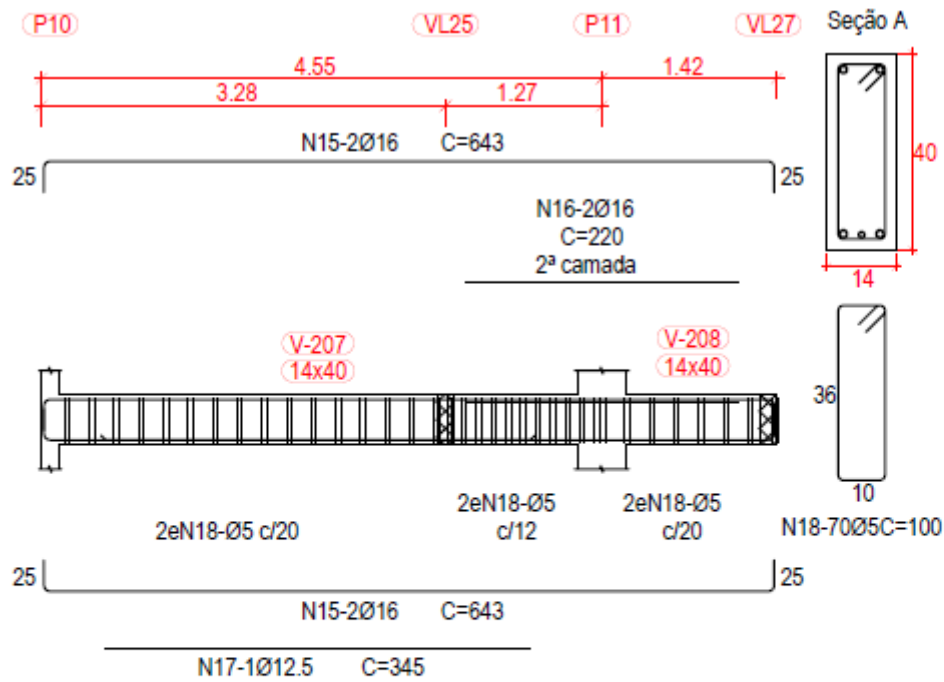 P10 VL25 P11 VL27 Seção A
4.55 1.42
3.28 1.27
N15-2Ø16 C=643
25 25
40
N16-2Ø16
C=220
2ª camada
14
V-207 V-208
14x40 14x40
36
10
2eN18-Ø5 c/20
2eN18-Ø5
c/12
2eN18-Ø5
c/20
N18-70Ø5C=100
25 25
N15-2Ø16 C=643
N17-1Ø12.5 C=345